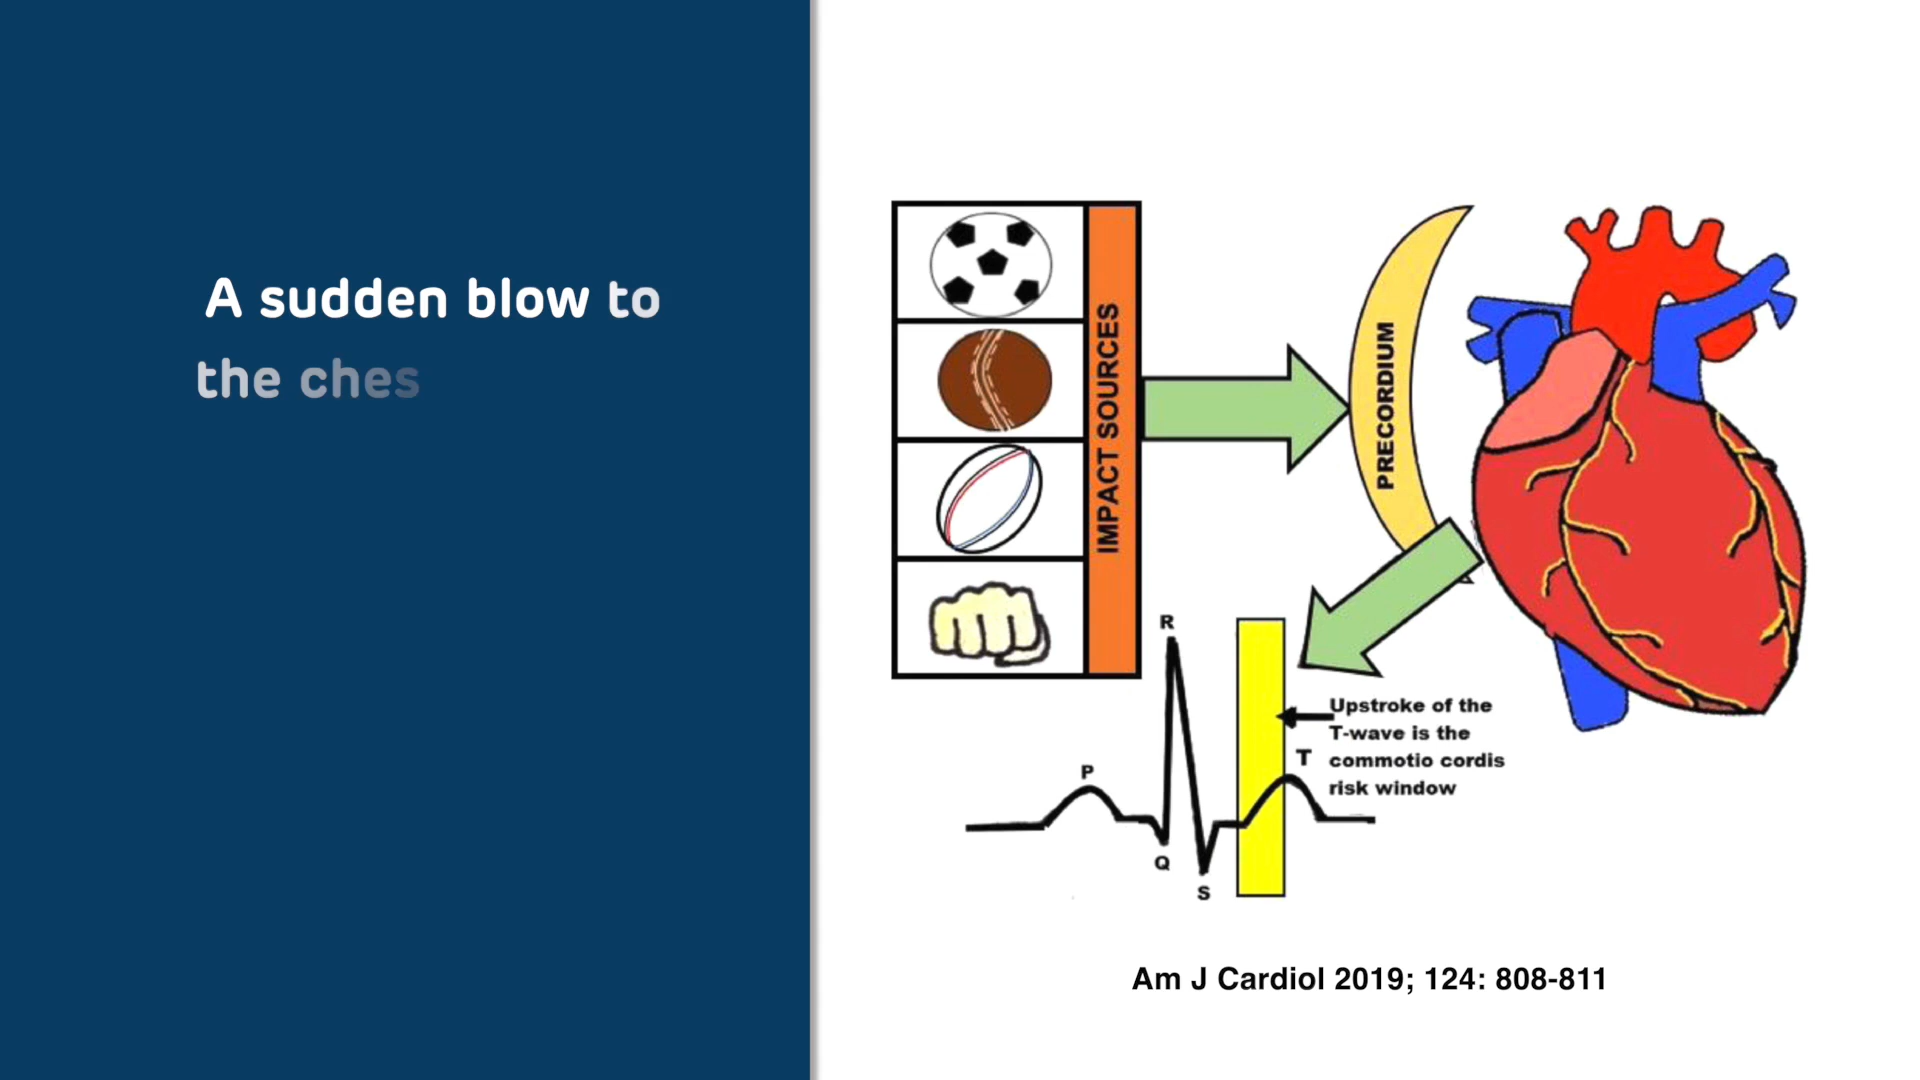 A sudden blow to
the ches
IMPACT SOURCES
PRECORDIUM
R
Upstroke of the
T-wave is the
T commotio cordis
risk window
P
Q
S
Am J Cardiol 2019; 124: 808-811